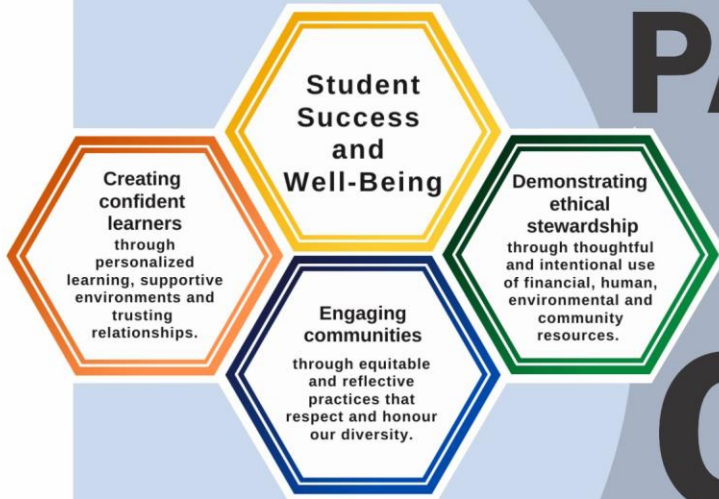 Student
Success
and
Well-Being
Creating
confident
learners
through
personalized
learning, supportive
environments and
trusting
relationships.
Engaging
communities
through equitable
and reflective
practices that
respect and honour
our diversity.
Demonstrating
ethical
stewardship
through thoughtful
and intentional use
of financial, human,
environmental and
community
resources.